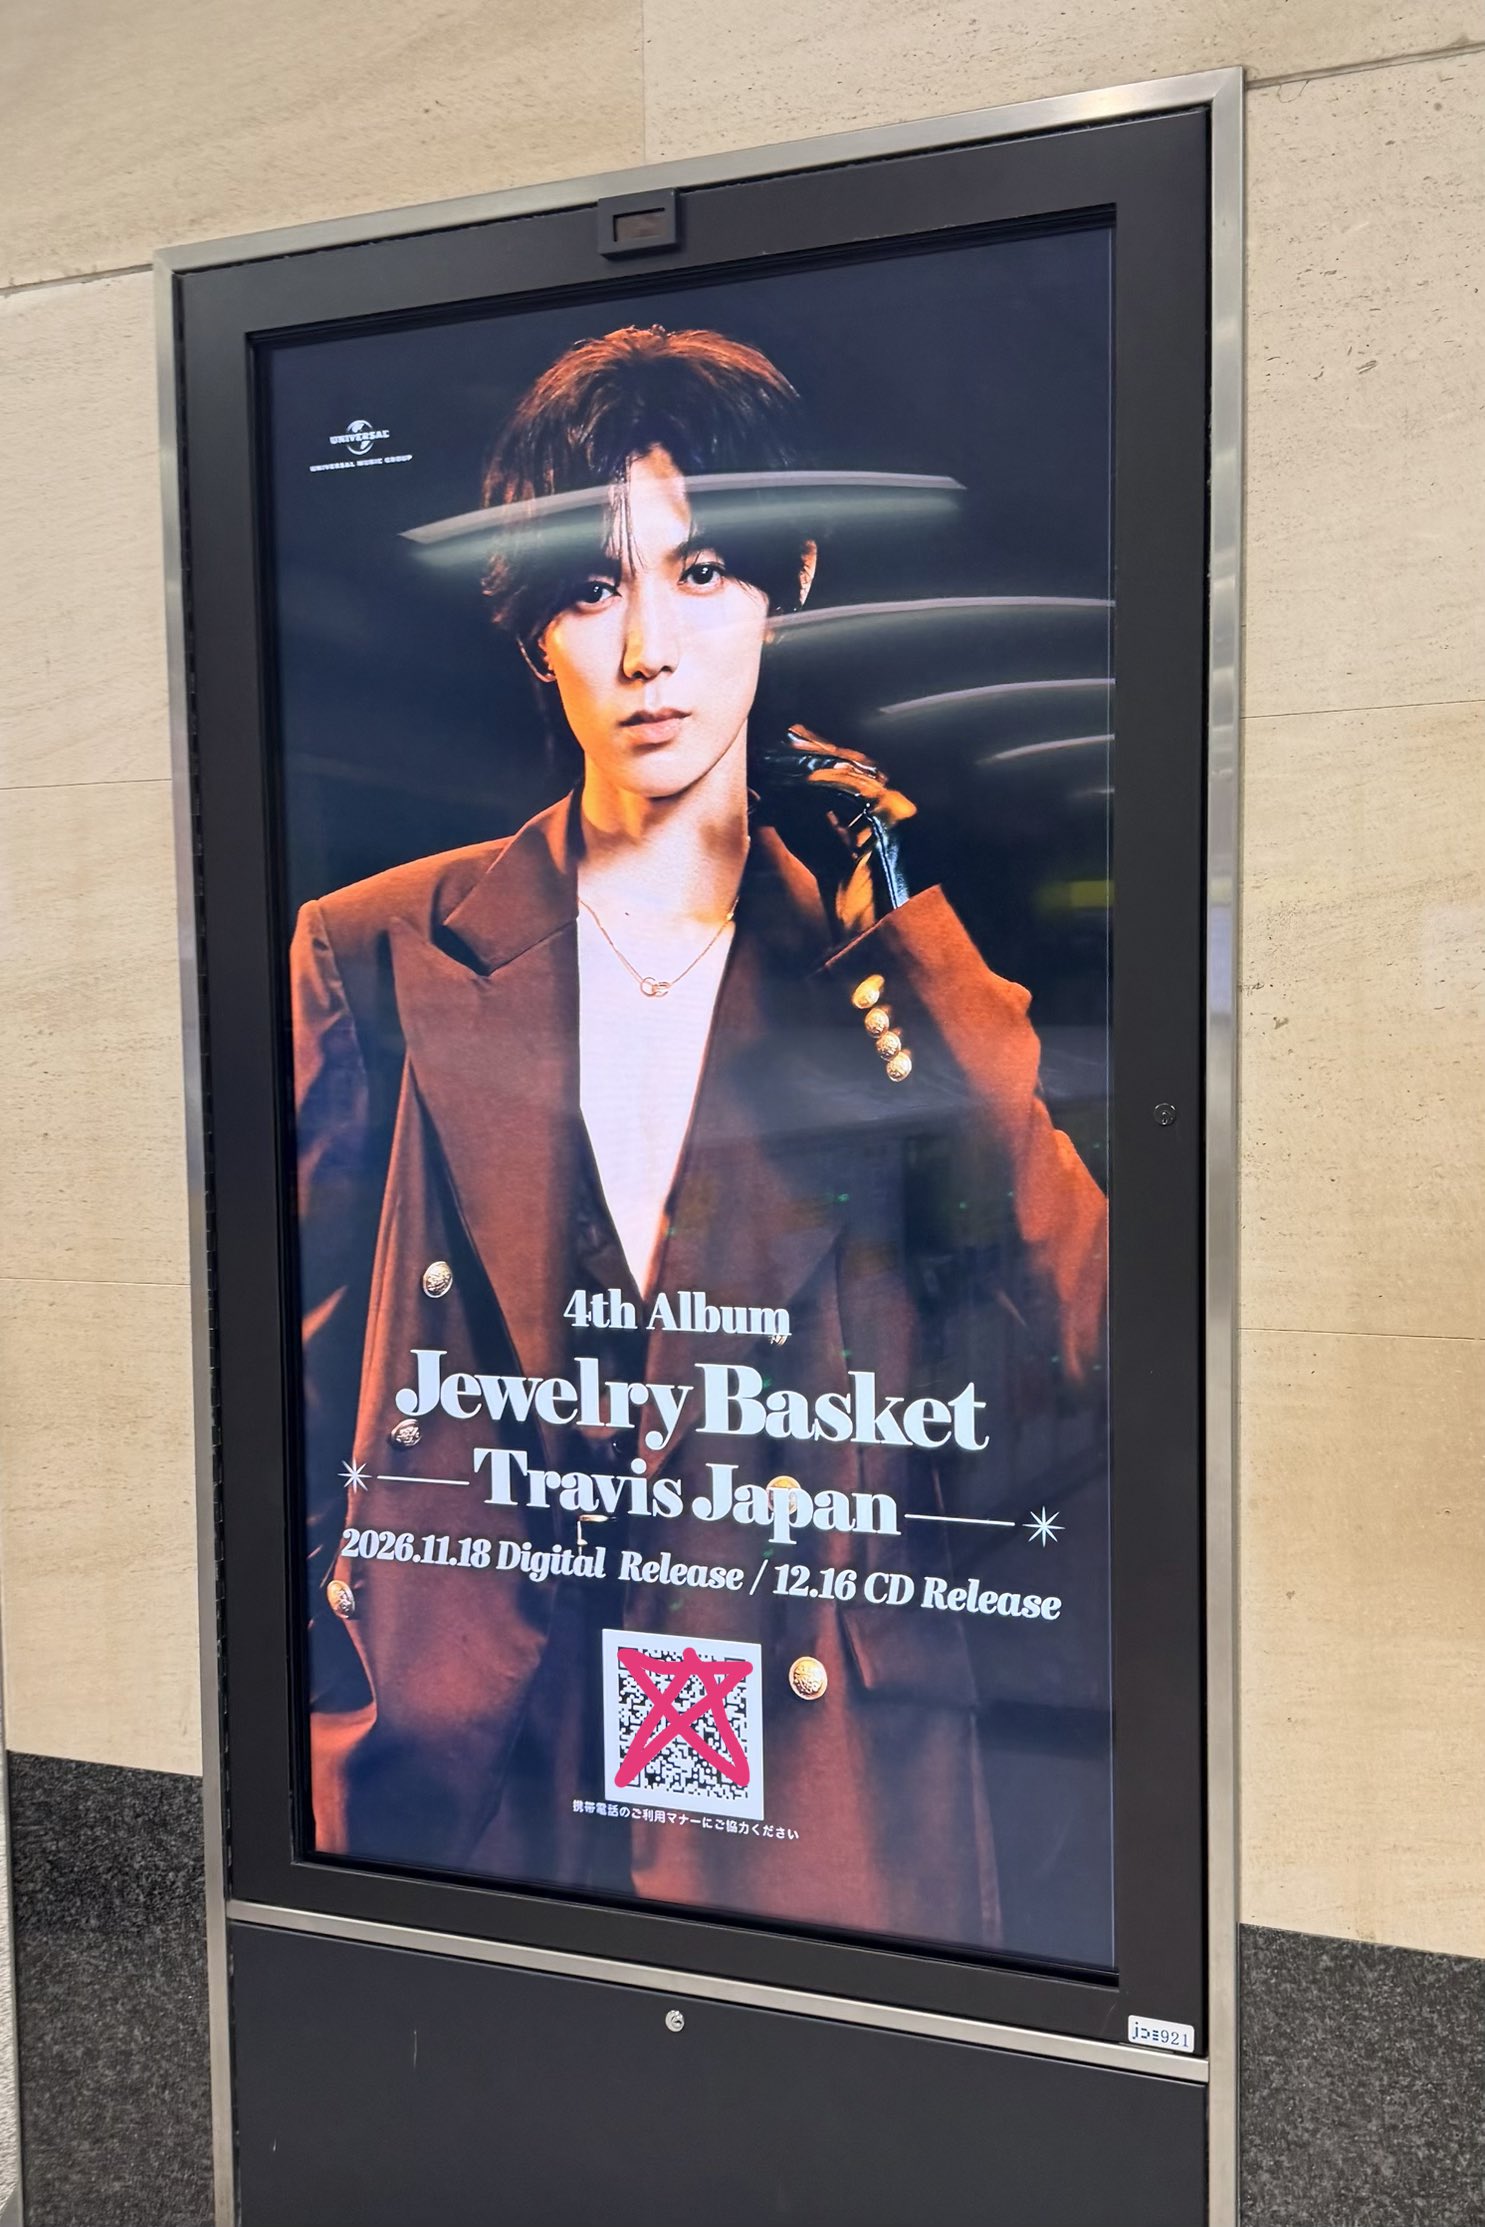 UNIVERSAL
UNIVERSAL MUSIC GROUP
4th Album
Jewelry Basket
Travis Japan
2026.11.18 Digital Release / 12.16 CD Release
携帯電話のご利用マナーにご協力ください
921